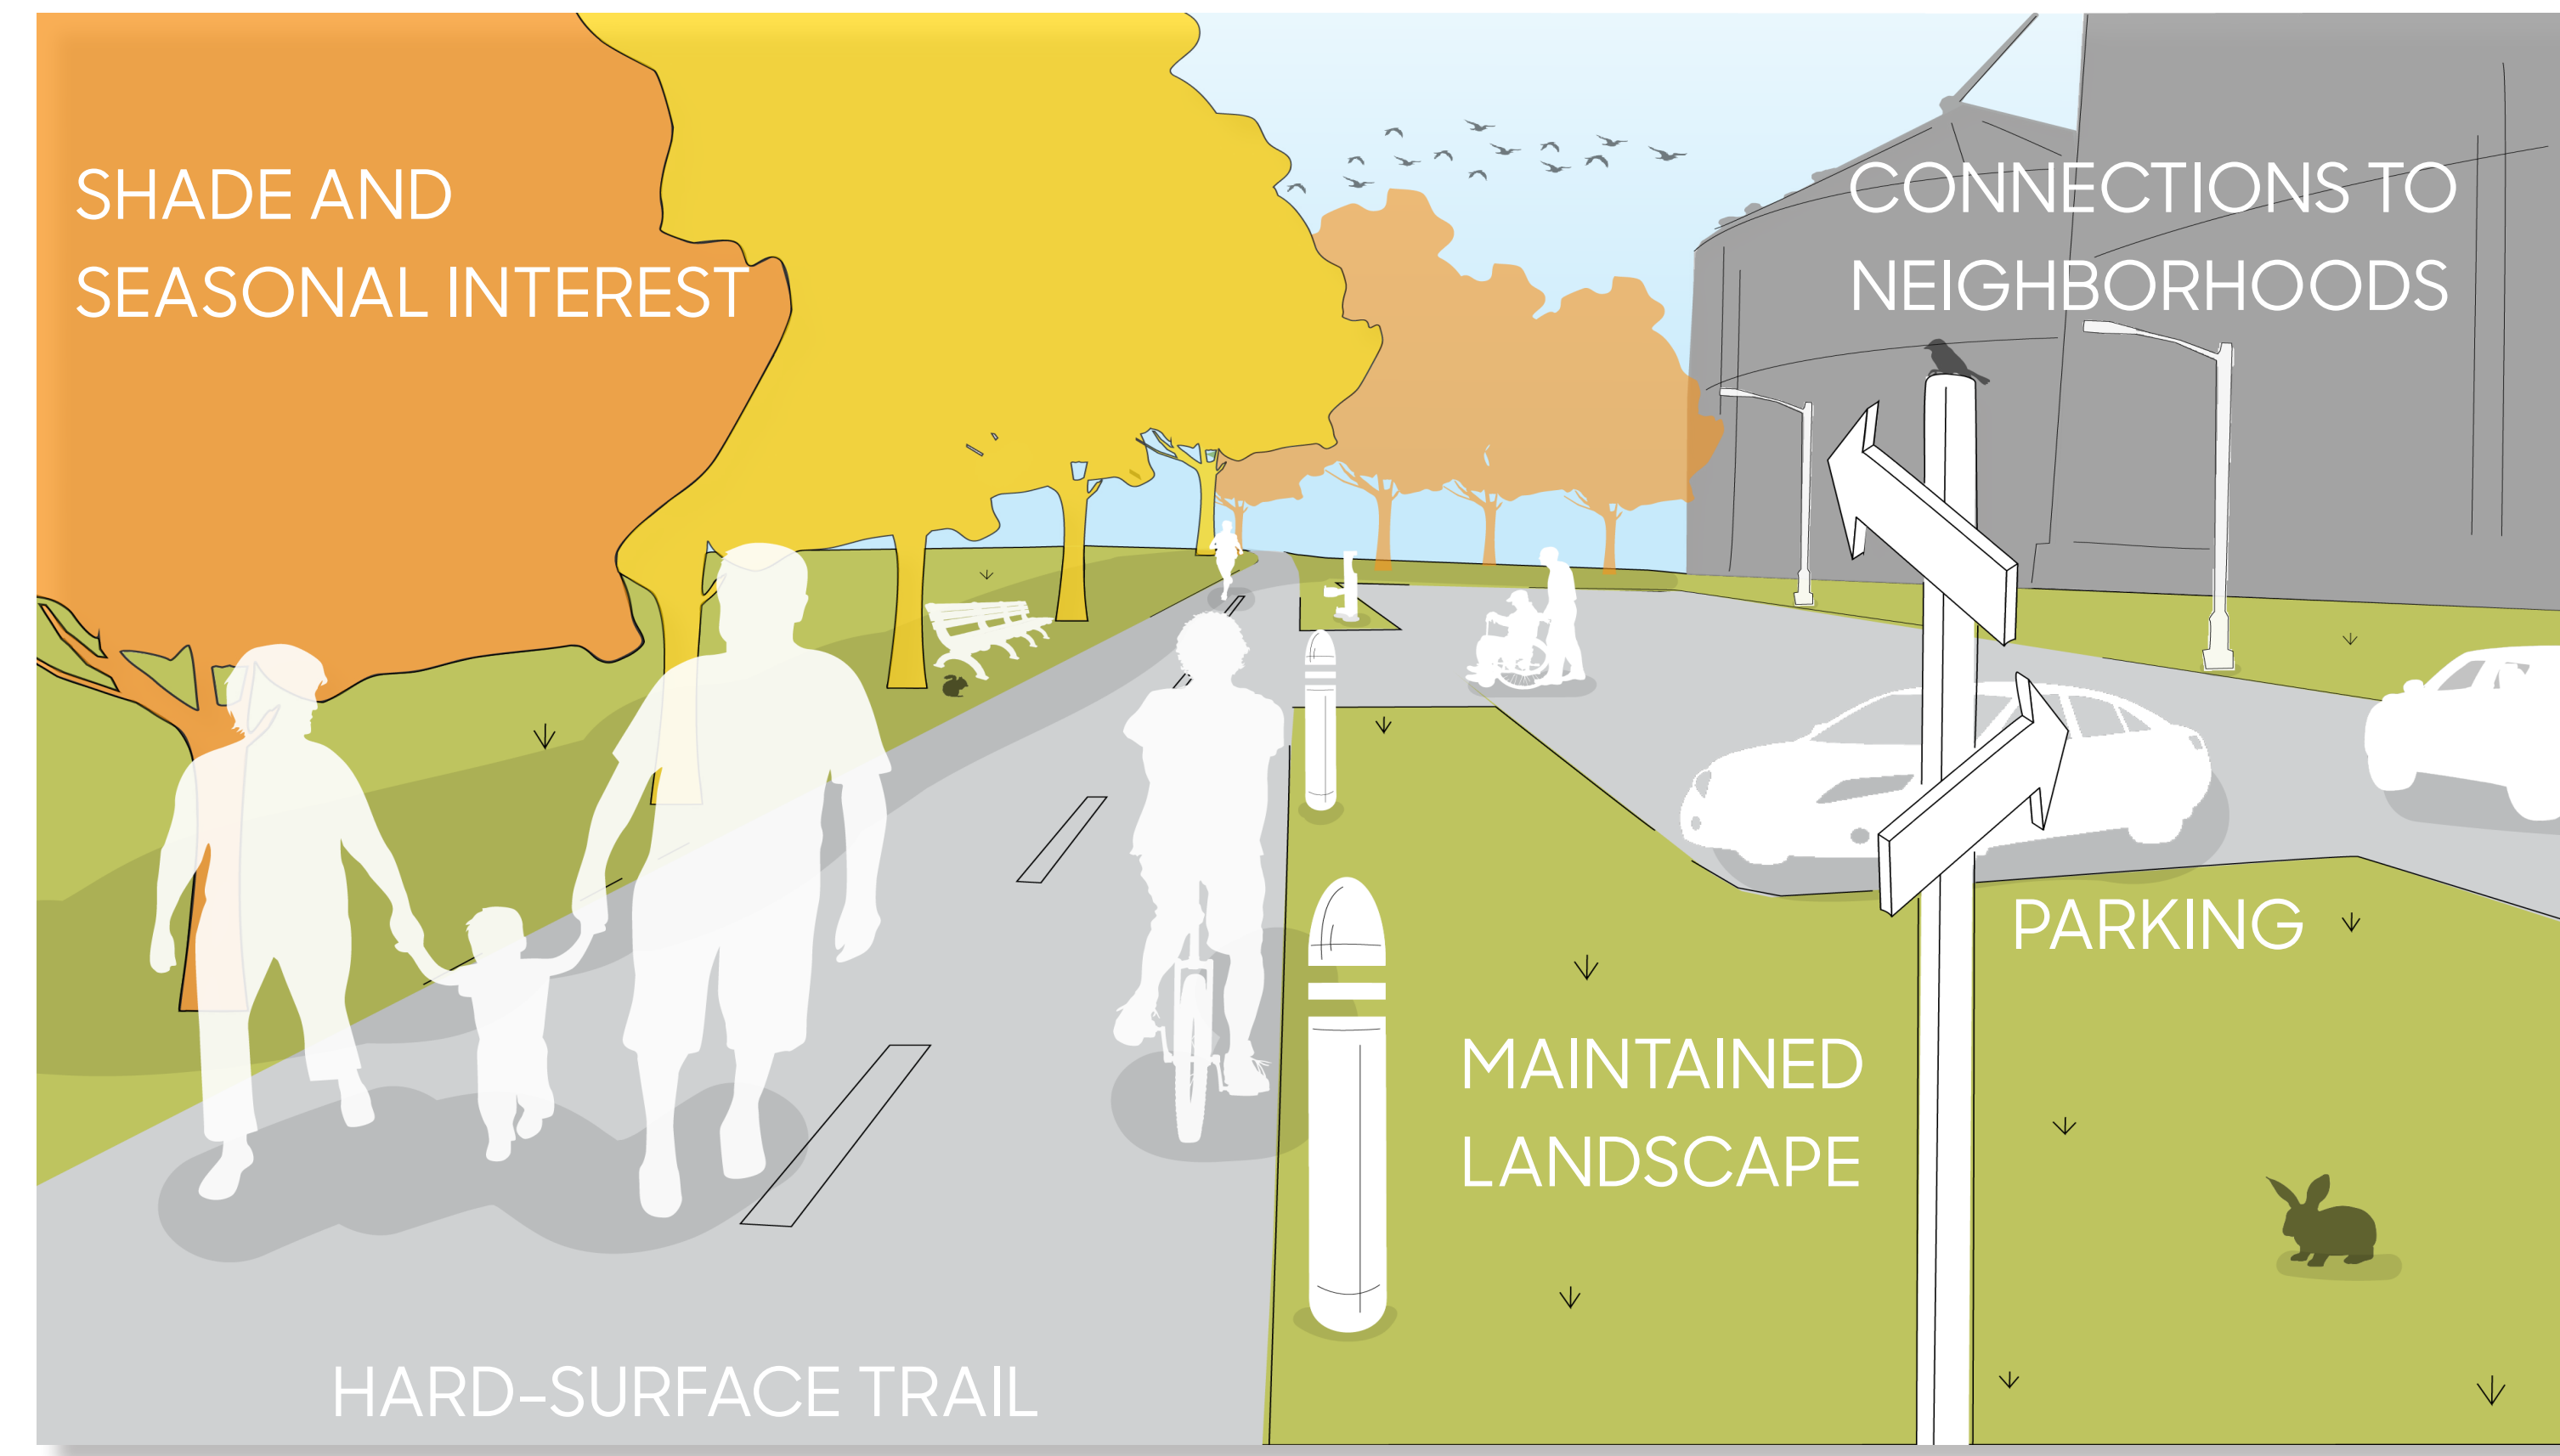 SHADE AND
SEASONAL INTEREST
CONNECTIONS TO
NEIGHBORHOODS
PARKING
MAINTAINED
LANDSCAPE
HARD-SURFACE TRAIL